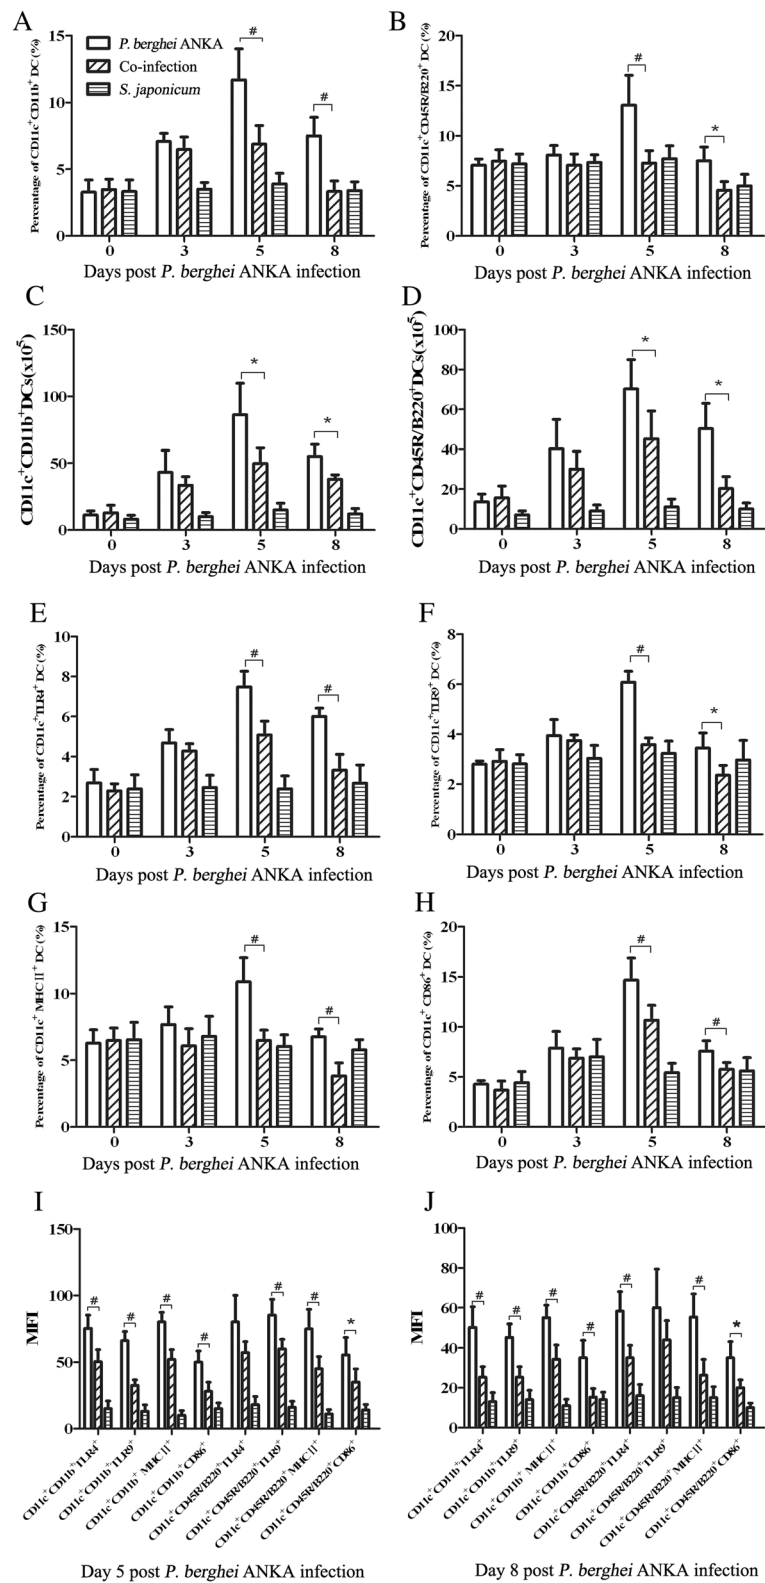 A
Percentage of CD11c⁺CD11b⁺ DC (%)
15
10
5
0
P. berghei ANKA
Co-infection
S. japonicum
#
#
0 3 5 8
Days post P. berghei ANKA infection
B
Percentage of CD11c⁺CD45R/B220⁺ DC (%)
20
15
10
5
0
#
*
0 3 5 8
Days post P. berghei ANKA infection
C
CD11c⁺CD11b⁺DCs(x10⁵)
150
100
50
0
*
*
0 3 5 8
Days post P. berghei ANKA infection
D
CD11c⁺CD45R/B220⁺DCs(x10⁵)
100
80
60
40
20
0
*
*
0 3 5 8
Days post P. berghei ANKA infection
E
Percentage of CD11c⁺TLR4⁺ DC (%)
10
8
6
4
2
0
#
#
0 3 5 8
Days post P. berghei ANKA infection
F
Percentage of CD11c⁺TLR9⁺ DC (%)
8
6
4
2
0
#
*
0 3 5 8
Days post P. berghei ANKA infection
G
Percentage of CD11c⁺ MHC II⁺ DC (%)
15
10
5
0
#
#
0 3 5 8
Days post P. berghei ANKA infection
H
Percentage of CD11c⁺ CD86⁺ DC (%)
20
15
10
5
0
#
#
0 3 5 8
Days post P. berghei ANKA infection
I
MFI
150
100
50
0
# # # # # # *
CD11c⁺CD11b⁺TLR4⁺
CD11c⁺CD11b⁺TLR9⁺
CD11c⁺CD11b⁺ MHC II⁺
CD11c⁺CD11b⁺CD86⁺
CD11c⁺CD45R/B220⁺TLR4⁺
CD11c⁺CD45R/B220⁺TLR9⁺
CD11c⁺CD45R/B220⁺ MHC II⁺
CD11c⁺CD45R/B220⁺CD86⁺
Day 5 post P. berghei ANKA infection
J
MFI
100
80
60
40
20
0
# # # # # # *
CD11c⁺CD11b⁺TLR4⁺
CD11c⁺CD11b⁺TLR9⁺
CD11c⁺CD11b⁺ MHC II⁺
CD11c⁺CD11b⁺CD86⁺
CD11c⁺CD45R/B220⁺TLR4⁺
CD11c⁺CD45R/B220⁺TLR9⁺
CD11c⁺CD45R/B220⁺ MHC II⁺
CD11c⁺CD45R/B220⁺CD86⁺
Day 8 post P. berghei ANKA infection